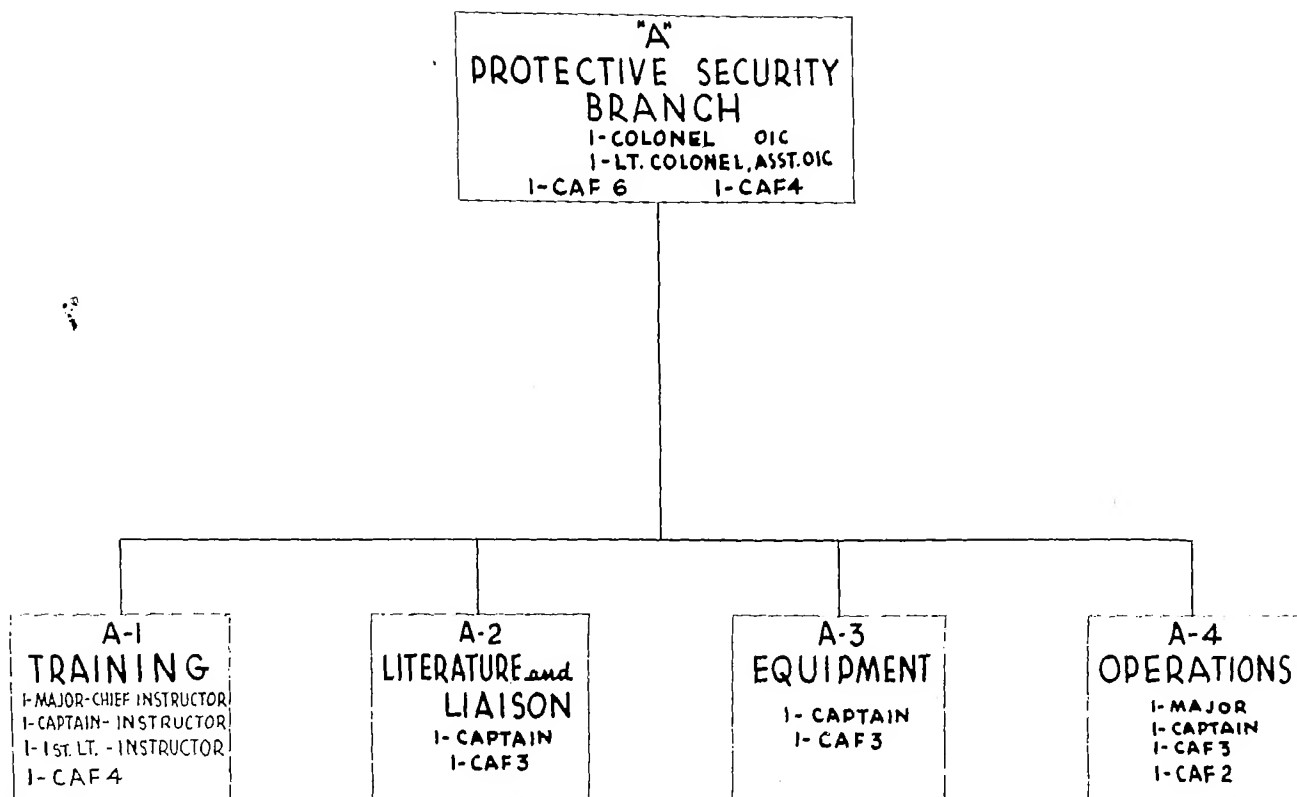 "A"
PROTECTIVE SECURITY
BRANCH
1-COLONEL OIC
1-LT. COLONEL, ASST. OIC
1-CAF 6 1-CAF4
A-1
TRAINING
1-MAJOR-CHIEF INSTRUCTOR
1-CAPTAIN-INSTRUCTOR
1-1ST. LT.-INSTRUCTOR
1-CAF4
A-2
LITERATURE and
LIAISON
1-CAPTAIN
1-CAF3
A-3
EQUIPMENT
1-CAPTAIN
1-CAF3
A-4
OPERATIONS
1-MAJOR
1-CAPTAIN
1-CAF3
1-CAF2